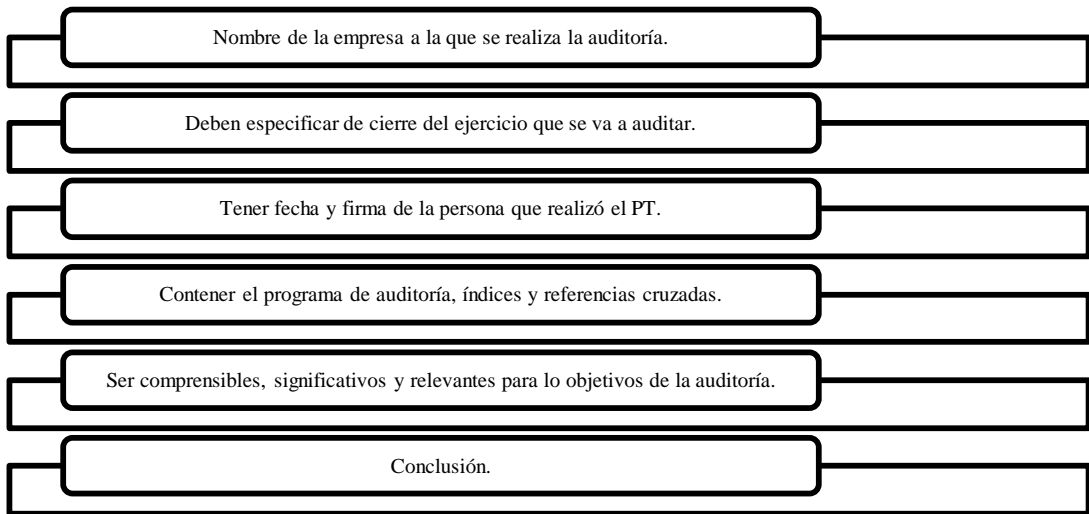 Nombre de la empresa a la que se realiza la auditoría.
Deben especificar de cierre del ejercicio que se va a auditar.
Tener fecha y firma de la persona que realizó el PT.
Contener el programa de auditoría, índices y referencias cruzadas.
Ser comprensibles, significativos y relevantes para lo objetivos de la auditoría.
Conclusión.